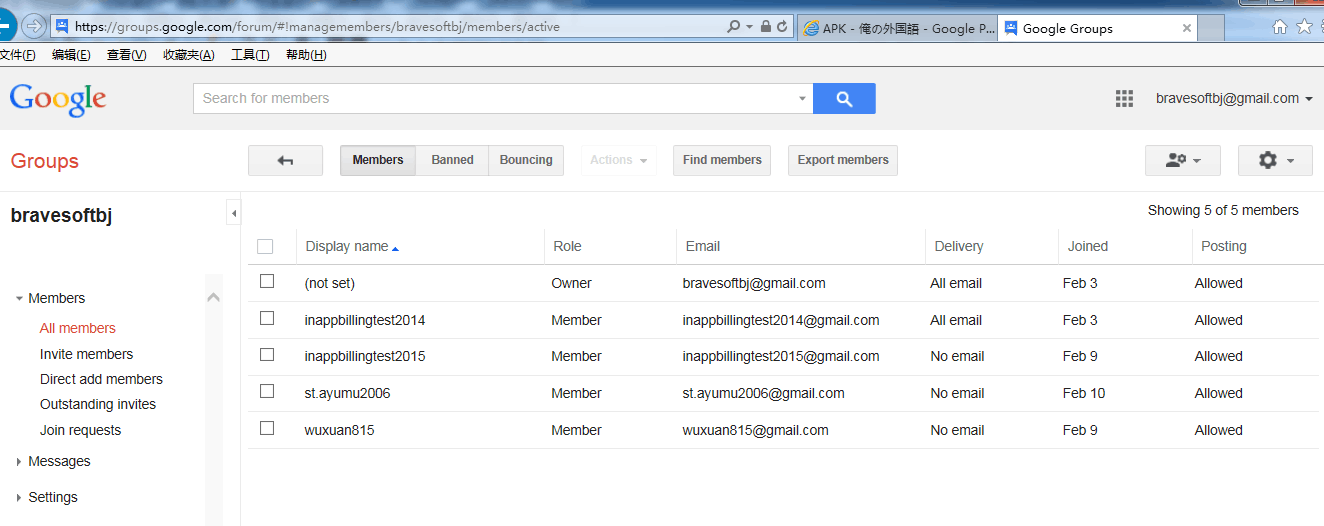 https://groups.google.com/forum/#!managemembers/bravesoftbj/members/active
APK - 俺の外国語 - Google P...
Google Groups
文件(F) 编辑(E) 查看(V) 收藏夹(A) 工具(T) 帮助(H)
Google
Search for members
bravesoftbj@gmail.com
Groups
Members Banned Bouncing Actions Find members Export members
bravesoftbj
Showing 5 of 5 members
Display name Role Email Delivery Joined Posting
(not set) Owner bravesoftbj@gmail.com All email Feb 3 Allowed
inappbillingtest2014 Member inappbillingtest2014@gmail.com All email Feb 3 Allowed
inappbillingtest2015 Member inappbillingtest2015@gmail.com No email Feb 9 Allowed
st.ayumu2006 Member st.ayumu2006@gmail.com No email Feb 10 Allowed
wuxuan815 Member wuxuan815@gmail.com No email Feb 9 Allowed
Members
All members
Invite members
Direct add members
Outstanding invites
Join requests
Messages
Settings